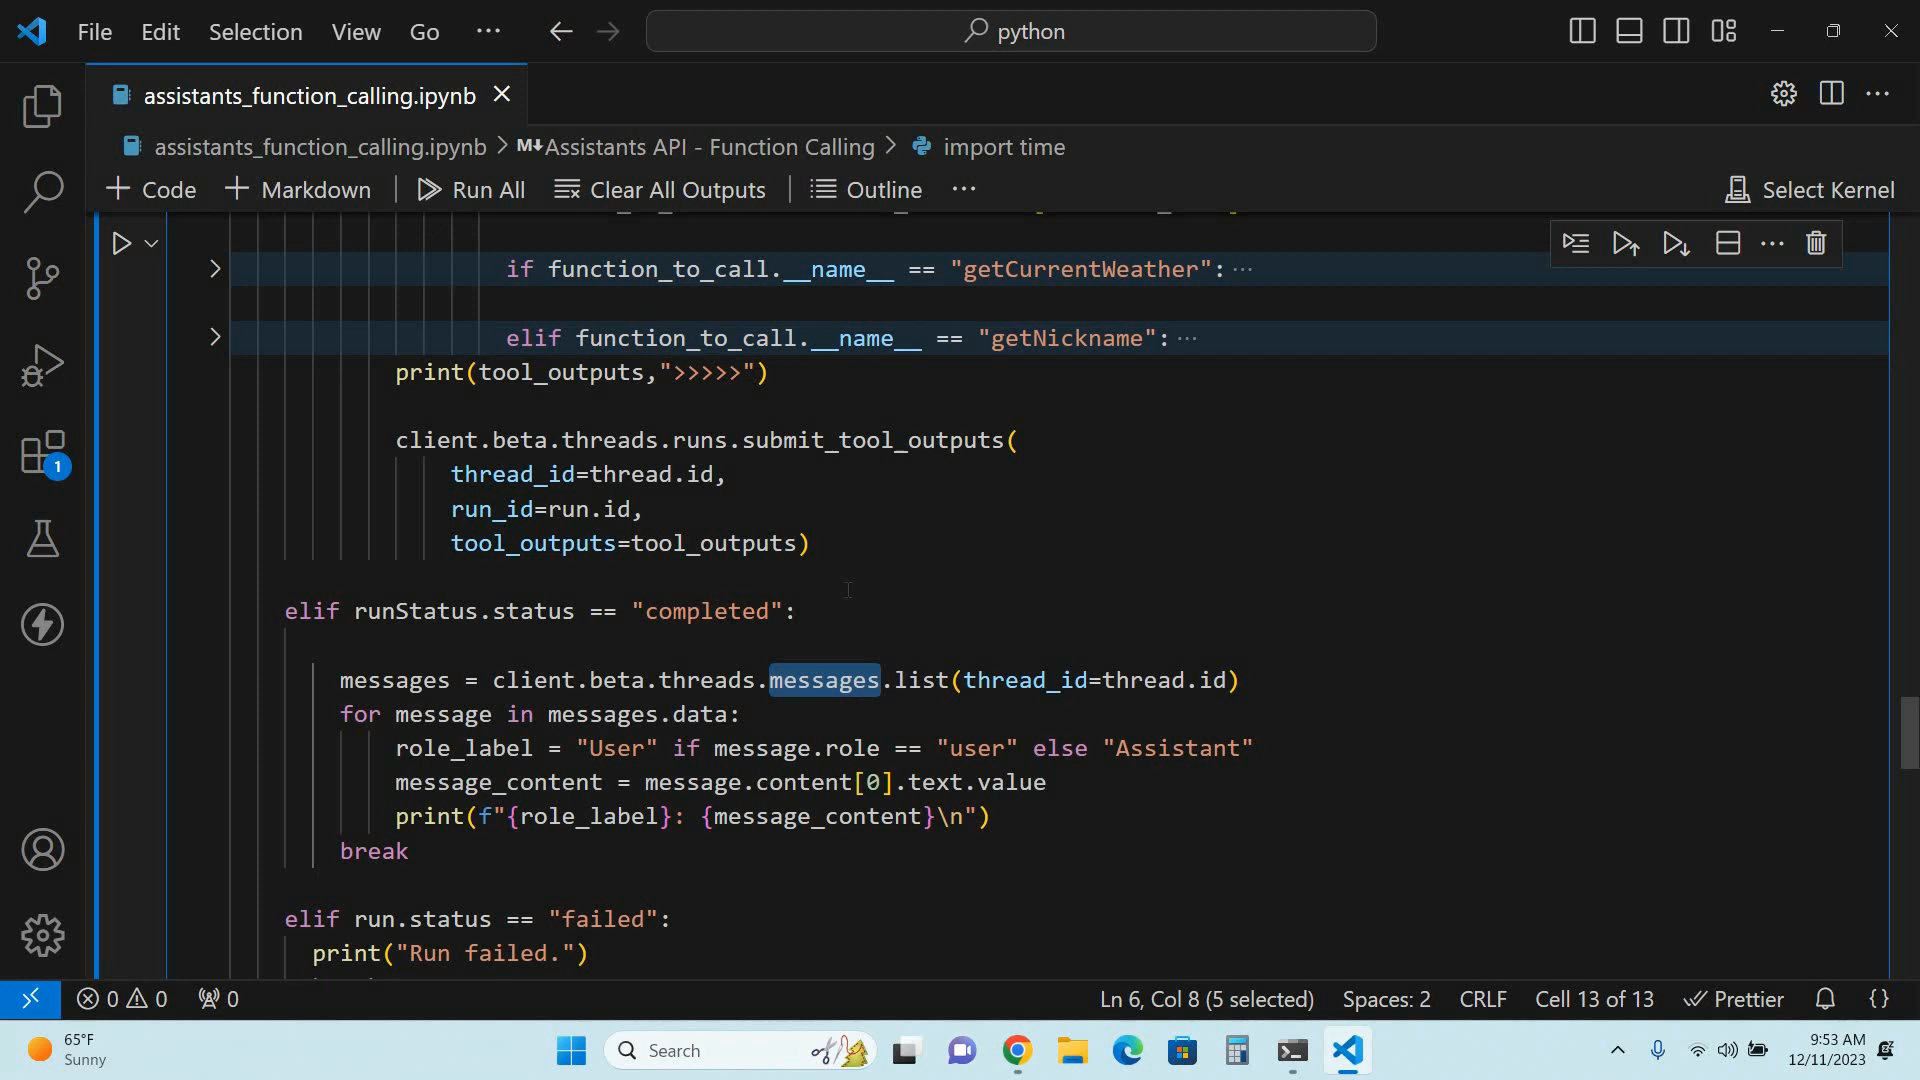 File Edit Selection View Go ··· python
assistants_function_calling.ipynb
assistants_function_calling.ipynb > M↓Assistants API - Function Calling > import time
+ Code + Markdown Run All Clear All Outputs Outline ··· Select Kernel
if function_to_call.__name__ == "getCurrentWeather":···
elif function_to_call.__name__ == "getNickname":···
print(tool_outputs,">>>>>")
client.beta.threads.runs.submit_tool_outputs(
thread_id=thread.id,
run_id=run.id,
tool_outputs=tool_outputs)
elif runStatus.status == "completed":
messages = client.beta.threads.messages.list(thread_id=thread.id)
for message in messages.data:
role_label = "User" if message.role == "user" else "Assistant"
message_content = message.content[0].text.value
print(f"{role_label}: {message_content}\n")
break
elif run.status == "failed":
print("Run failed.")
1
0 0 0 Ln 6, Col 8 (5 selected) Spaces: 2 CRLF Cell 13 of 13 Prettier {}
65°F
Sunny
Search
9:53 AM
12/11/2023